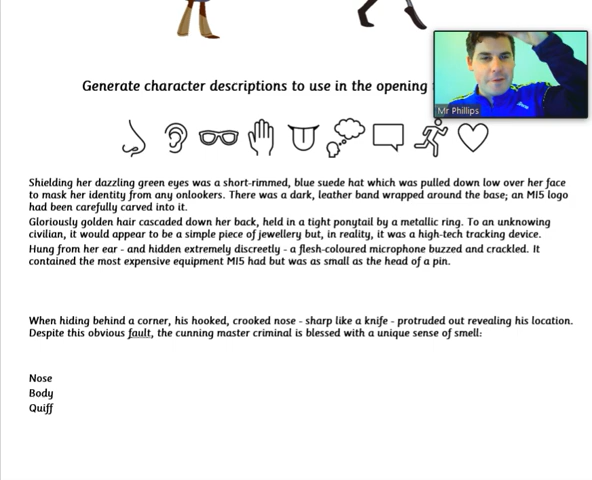 Generate character descriptions to use in the opening
Mr Phillips
Shielding her dazzling green eyes was a short-rimmed, blue suede hat which was pulled down low over her face
to mask her identity from any onlookers. There was a dark, leather band wrapped around the base; an MI5 logo
had been carefully carved into it.
Gloriously golden hair cascaded down her back, held in a tight ponytail by a metallic ring. To an unknowing
civilian, it would appear to be a simple piece of jewellery but, in reality, it was a high-tech tracking device.
Hung from her ear - and hidden extremely discreetly - a flesh-coloured microphone buzzed and crackled. It
contained the most expensive equipment MI5 had but was as small as the head of a pin.
When hiding behind a corner, his hooked, crooked nose - sharp like a knife - protruded out revealing his location.
Despite this obvious fault, the cunning master criminal is blessed with a unique sense of smell:
Nose
Body
Quiff